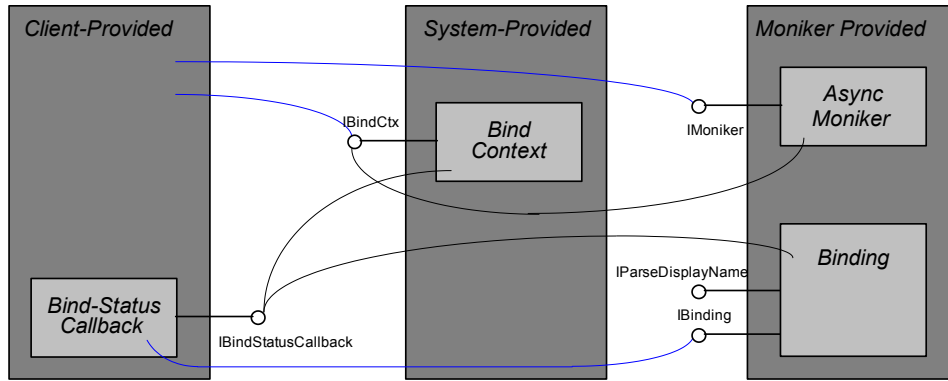 Client-Provided
System-Provided
Moniker Provided
IBindCtx
Bind
Context
IMoniker
Async
Moniker
IParseDisplayName
Binding
IBinding
Bind-Status
Callback
IBindStatusCallback